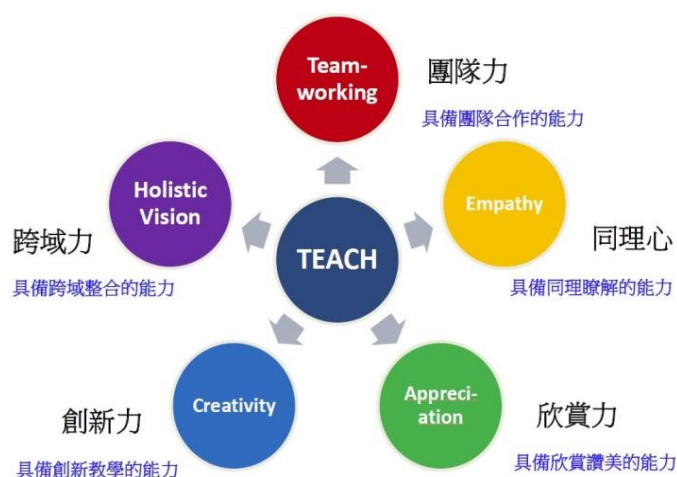 Team-
working
團隊力
具備團隊合作的能力
Empathy
同理心
具備同理瞭解的能力
Appreci-
ation
欣賞力
具備欣賞讚美的能力
Creativity
創新力
具備創新教學的能力
Holistic
Vision
跨域力
具備跨域整合的能力
TEACH